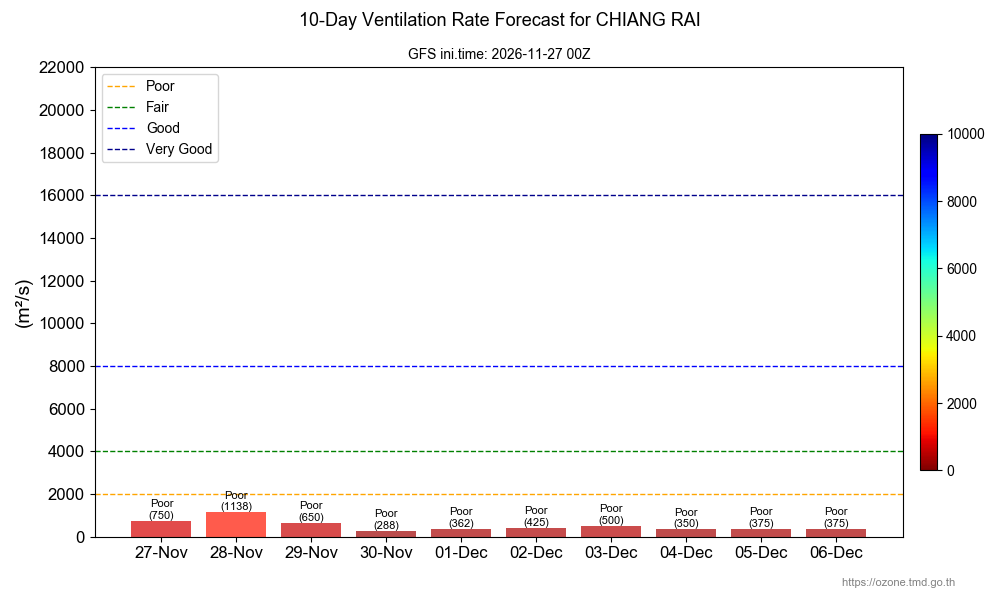 10-Day Ventilation Rate Forecast for CHIANG RAI
GFS ini.time: 2026-11-27 00Z
22000
20000
18000
16000
14000
12000
10000
8000
6000
4000
2000
0
(m²/s)
Poor
Fair
Good
Very Good
Poor
(750)
Poor
(1138)
Poor
(650)
Poor
(288)
Poor
(362)
Poor
(425)
Poor
(500)
Poor
(350)
Poor
(375)
Poor
(375)
27-Nov
28-Nov
29-Nov
30-Nov
01-Dec
02-Dec
03-Dec
04-Dec
05-Dec
06-Dec
10000
8000
6000
4000
2000
0
https://ozone.tmd.go.th